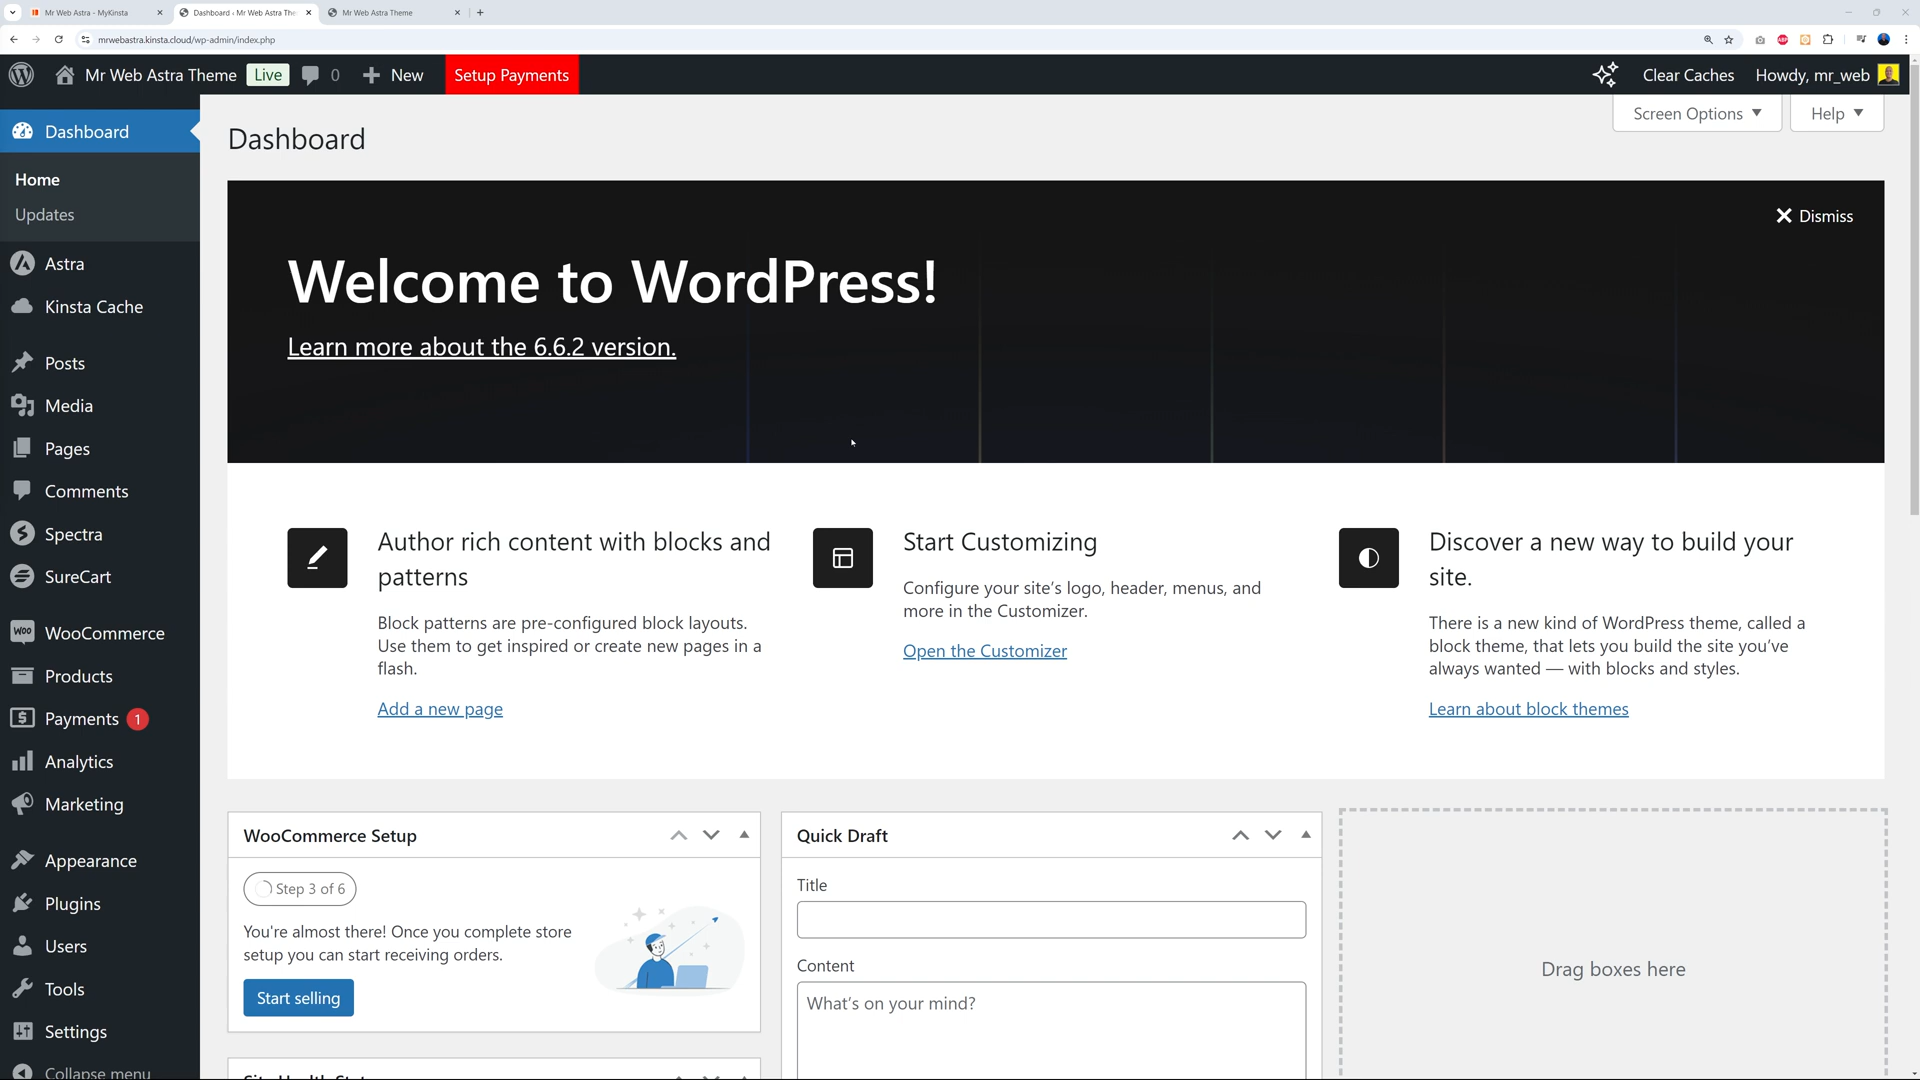 Mr Web Astra - MyKinsta
Dashboard ‹ Mr Web Astra The
Mr Web Astra Theme
mrwebastra.kinsta.cloud/wp-admin/index.php
Mr Web Astra Theme
Live
0
New
Setup Payments
Clear Caches
Howdy, mr_web
Dashboard
Home
Updates
Astra
Kinsta Cache
Posts
Media
Pages
Comments
Spectra
SureCart
WooCommerce
Products
Payments 1
Analytics
Marketing
Appearance
Plugins
Users
Tools
Settings
Collapse menu
Screen Options
Help
Dashboard
Dismiss
Welcome to WordPress!
Learn more about the 6.6.2 version.
Author rich content with blocks and
patterns
Block patterns are pre-configured block layouts.
Use them to get inspired or create new pages in a
flash.
Add a new page
Start Customizing
Configure your site's logo, header, menus, and
more in the Customizer.
Open the Customizer
Discover a new way to build your
site.
There is a new kind of WordPress theme, called a
block theme, that lets you build the site you've
always wanted — with blocks and styles.
Learn about block themes
WooCommerce Setup
Step 3 of 6
You're almost there! Once you complete store
setup you can start receiving orders.
Start selling
Quick Draft
Title
Content
What's on your mind?
Drag boxes here